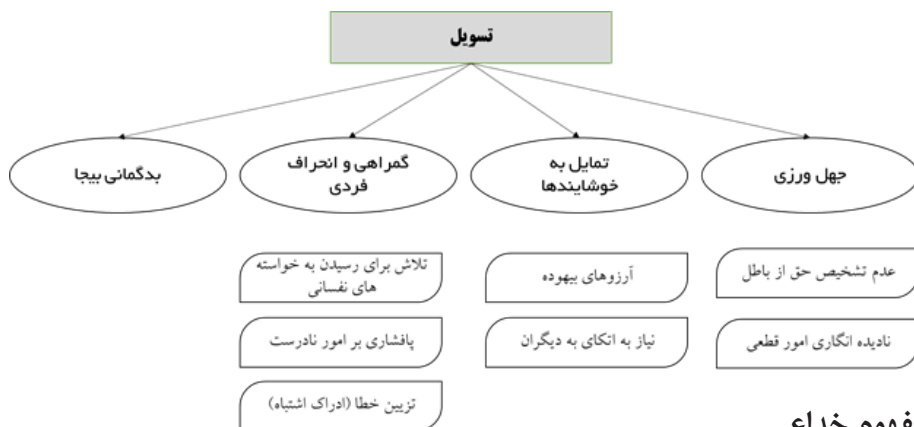 تسویل
جهل ورزی
تمایل به
خوشایندها
گمراهی و انحراف
فردی
بدگمانی بیجا
عدم تشخیص حق از باطل
نادیده انگاری امور قطعی
آرزوهای بیهوده
نیاز به اتکای به دیگران
تلاش برای رسیدن به خواسته
های نفسانی
پافشاری بر امور نادرست
تزیین خطا (ادراک اشتباه)